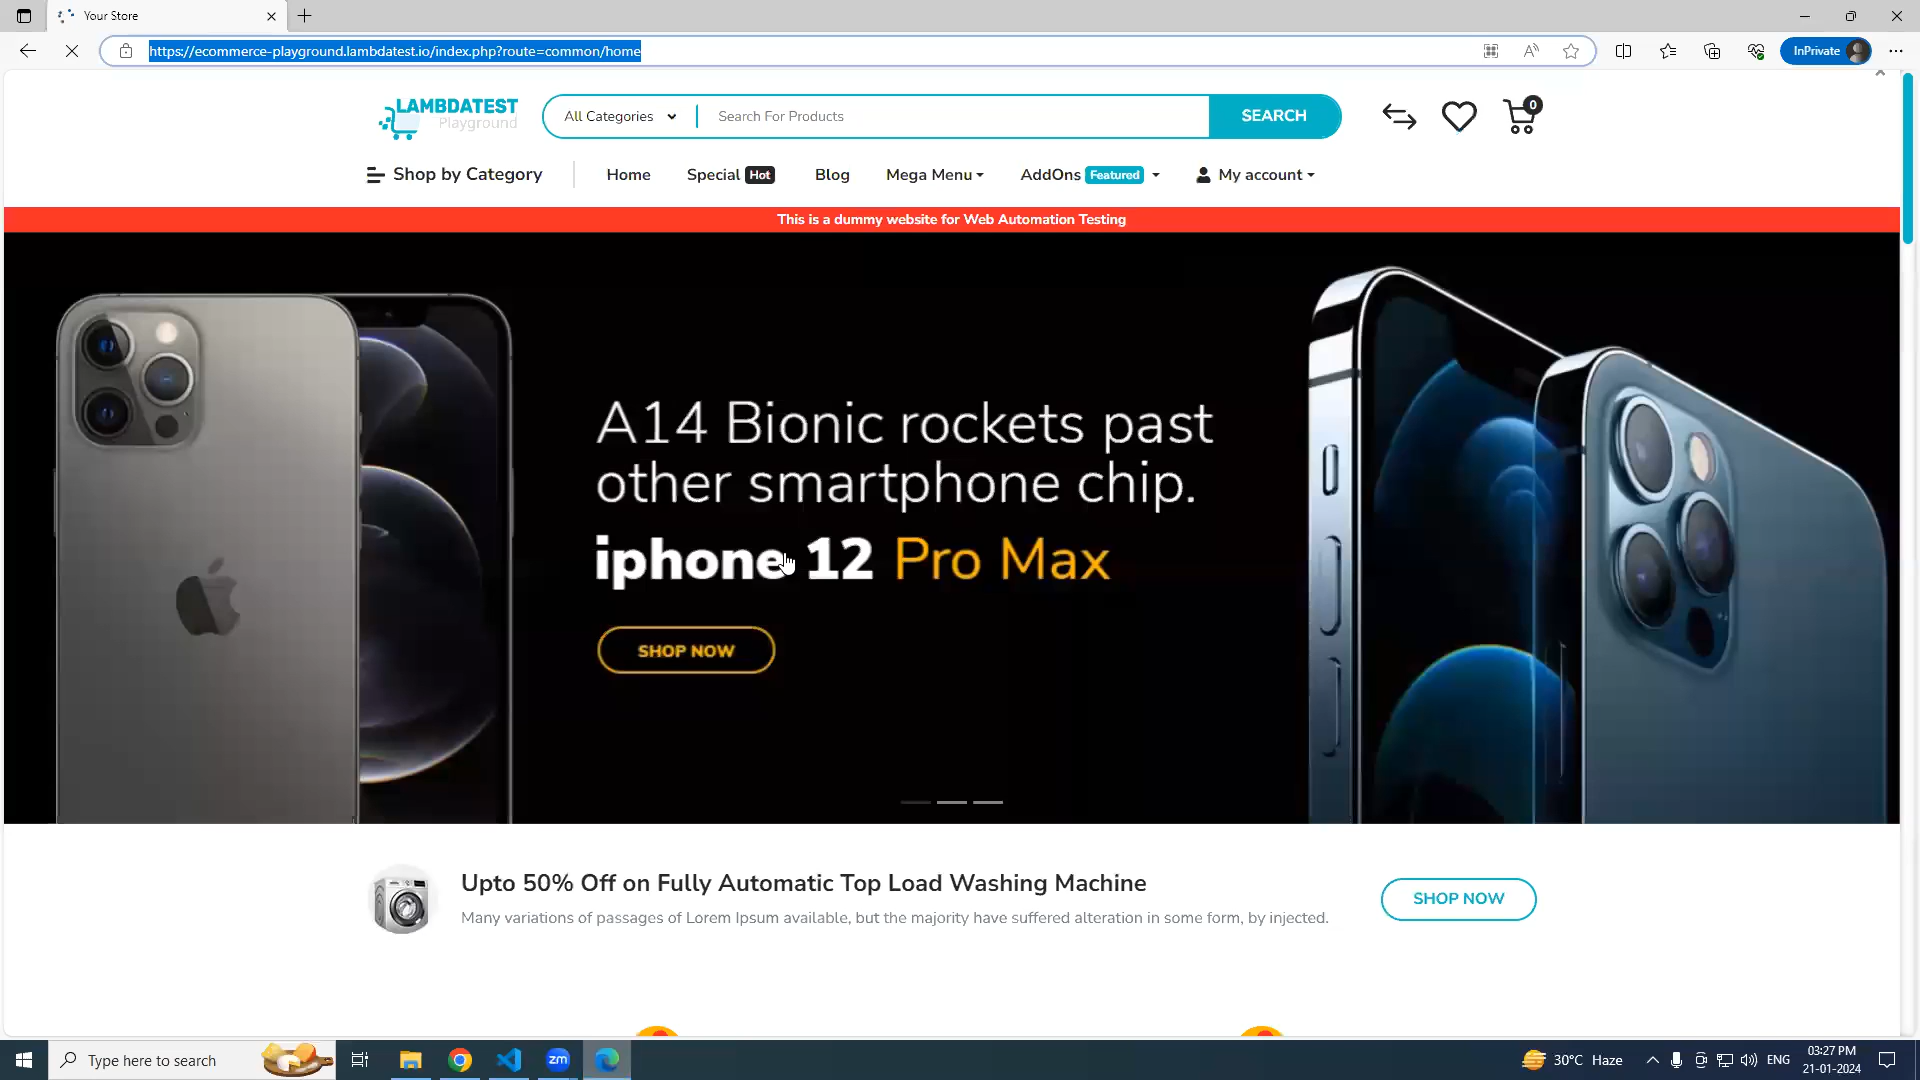 Your Store
https://ecommerce-playground.lambdatest.io/index.php?route=common/home
InPrivate
LAMBDATEST
Playground
All Categories
Search For Products
SEARCH
0
Shop by Category
Home
Special Hot
Blog
Mega Menu
AddOns Featured
My account
This is a dummy website for Web Automation Testing
A14 Bionic rockets past
other smartphone chip.
iphone 12 Pro Max
SHOP NOW
Upto 50% Off on Fully Automatic Top Load Washing Machine
Many variations of passages of Lorem Ipsum available, but the majority have suffered alteration in some form, by injected.
SHOP NOW
Type here to search
zm
30°C Haze
ENG
03:27 PM
21-01-2024